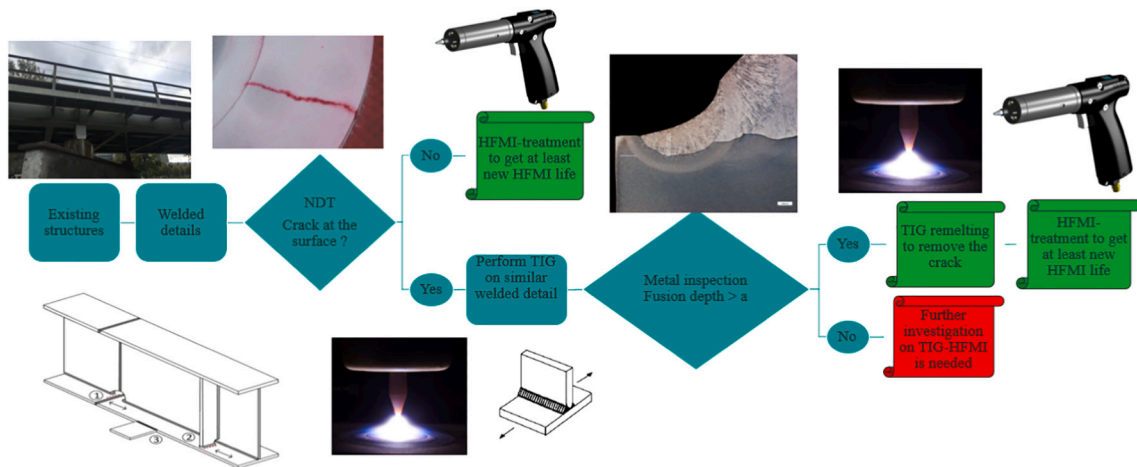 Existing
structures
Welded
details
NDT
Crack at the
surface ?
No
HFMI-treatment
to get at least
new HFMI life
Yes
Perform TIG
on similar
welded detail
Metal inspection
Fusion depth > a
Yes
TIG remelting
to remove the
crack
HFMI-
treatment to get
at least new
HFMI life
No
Further
investigation
on TIG-HFMI
is needed
①
②
③